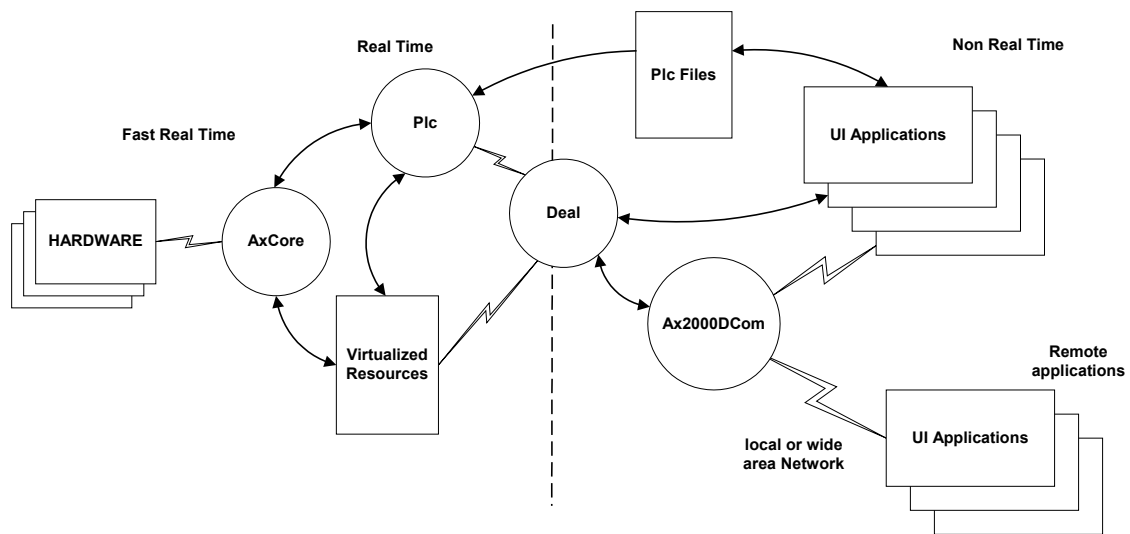 Real Time
Non Real Time
Plc Files
Fast Real Time
Plc
UI Applications
Deal
HARDWARE
AxCore
Ax2000DCom
Virtualized
Resources
Remote
applications
UI Applications
local or wide
area Network